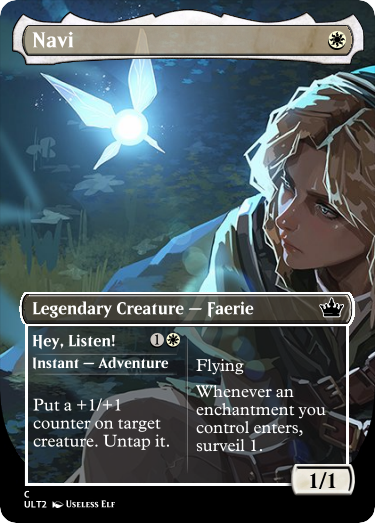 Navi
Legendary Creature — Faerie
Hey, Listen! 1
Instant — Adventure
Put a +1/+1
counter on target
creature. Untap it.
Flying
Whenever an
enchantment you
control enters,
surveil 1.
1/1
C
ULT2 Useless Elf